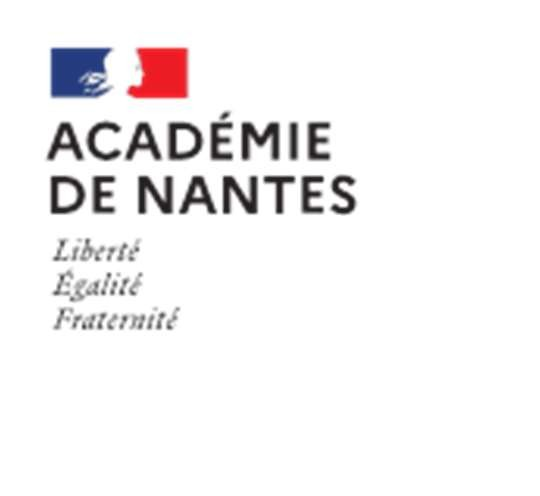 ACADÉMIE
DE NANTES
Liberté
Égalité
Fraternité